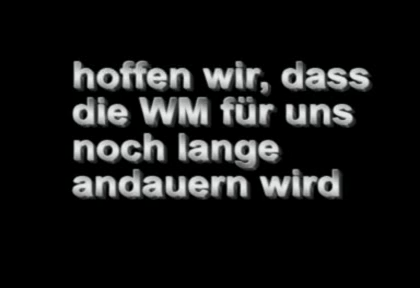 hoffen wir, dass
die WM für uns
noch lange
andauern wird